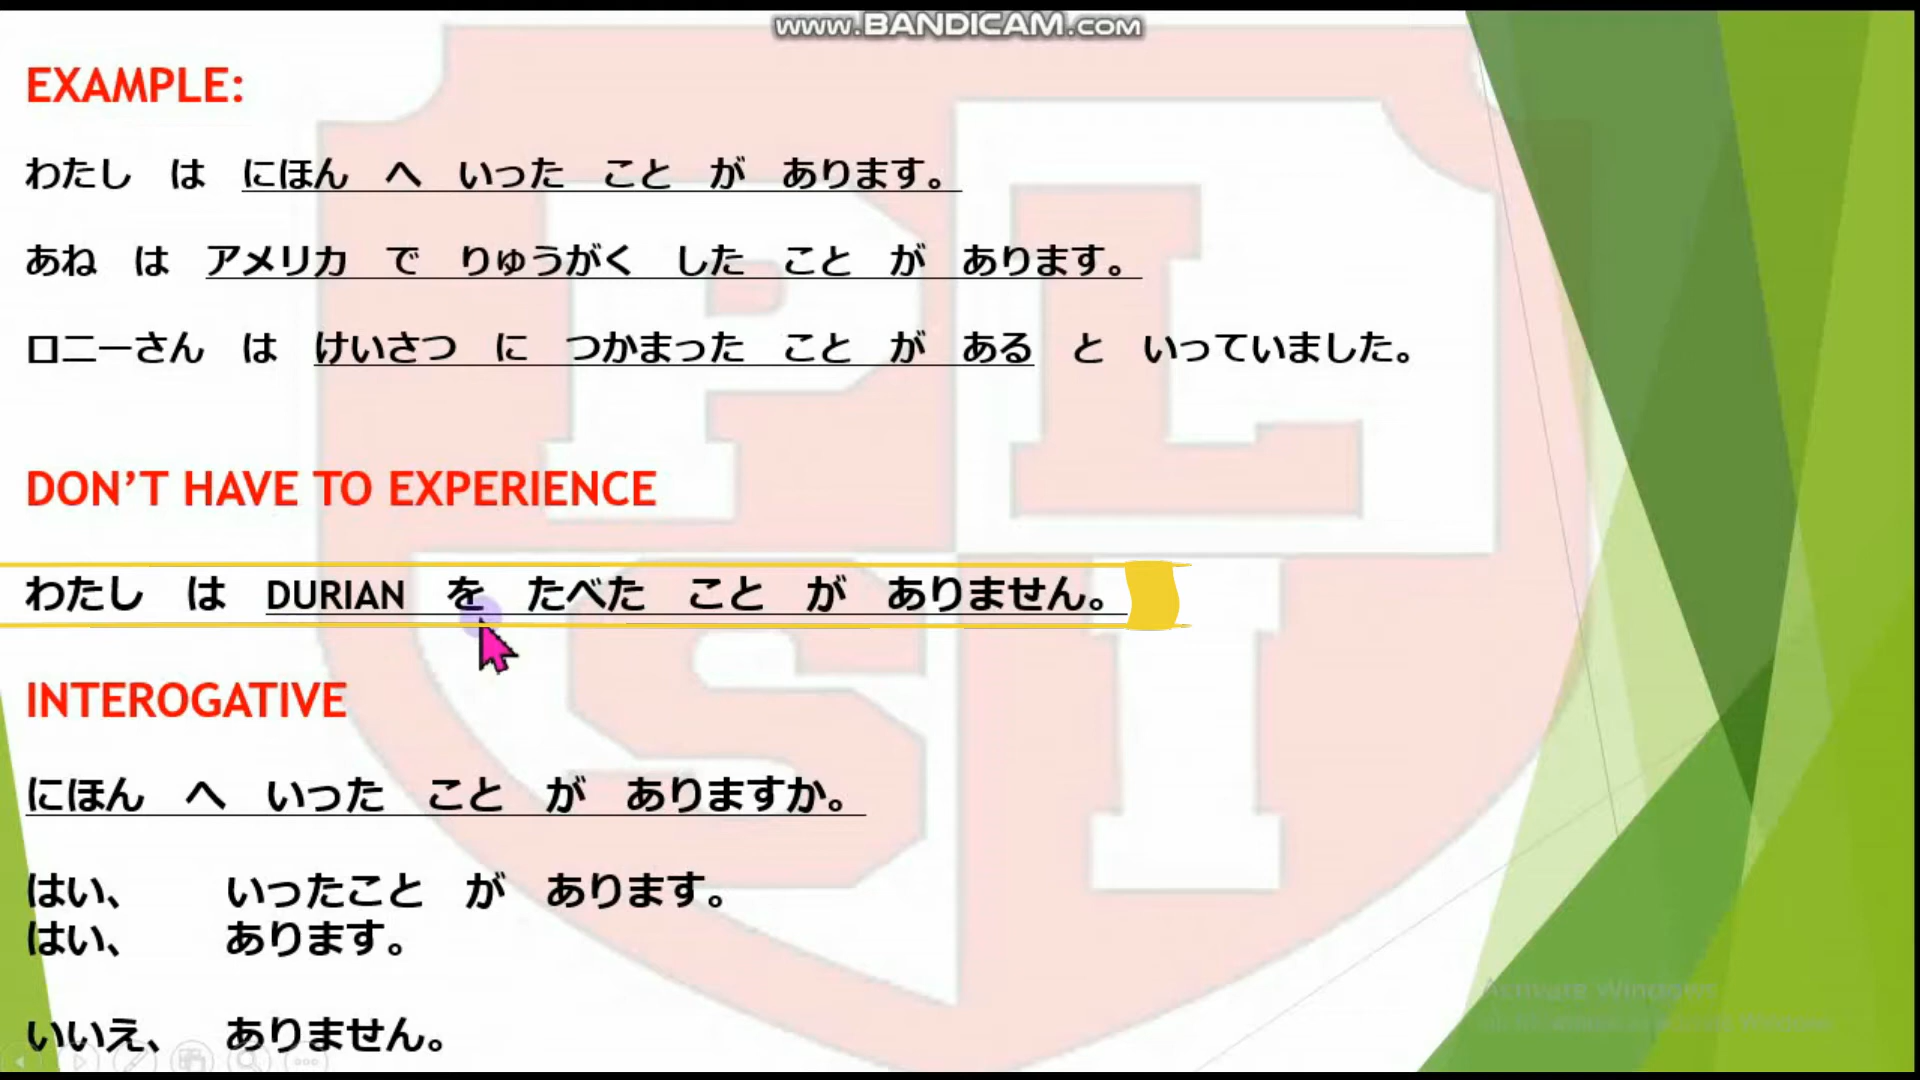 www.BANDICAM.com
EXAMPLE:
わたし は にほん へ いった こと が あります。
あね は アメリカ で りゅうがく した こと が あります。
ロニーさん は けいさつ に つかまった こと が ある と いっていました。
DON'T HAVE TO EXPERIENCE
わたし は DURIAN を たべた こと が ありません。
INTEROGATIVE
にほん へ いった こと が ありますか。
はい、 いったこと が あります。
はい、 あります。
いいえ、 ありません。
PLSI
Activate Windows